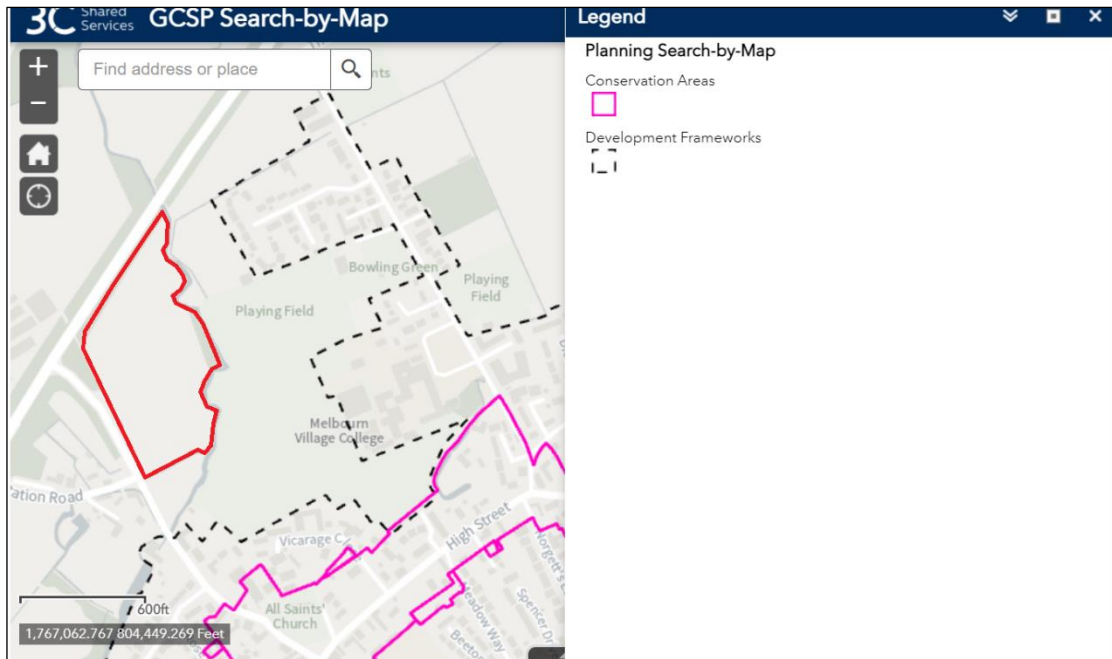 3C Shared Services GCSP Search-by-Map
Legend
Find address or place
Planning Search-by-Map
Conservation Areas
Development Frameworks
Bowling Green
Playing Field
Playing Field
Melbourn Village College
ation Road
Vicarage C
High Street
Norgett's
Meadow Way
Spencer Dr
All Saints' Church
600ft
1,767,062.767 804,449.269 Feet